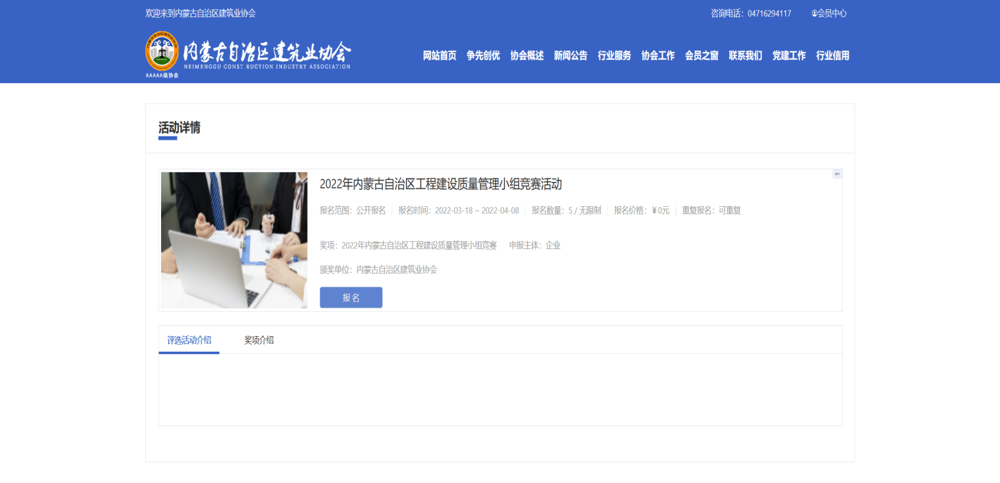 欢迎来到内蒙古自治区建筑业协会
咨询电话：04716294117
会员中心
内蒙古自治区建筑业协会
NEIMENGGU CONST RUCTION INDUSTRY ASSOCIATION
AAAAA级协会
网站首页 争先创优 协会概述 新闻公告 行业服务 协会工作 会员之窗 联系我们 党建工作 行业信用
活动详情
2022年内蒙古自治区工程建设质量管理小组竞赛活动
报名范围：公开报名 | 报名时间：2022-03-18 ~ 2022-04-08 | 报名数量：5 / 无限制 | 报名价格：¥0元 | 重复报名：可重复
奖项：2022年内蒙古自治区工程建设质量管理小组竞赛 申报主体：企业
颁奖单位：内蒙古自治区建筑业协会
报 名
评选活动介绍 奖项介绍